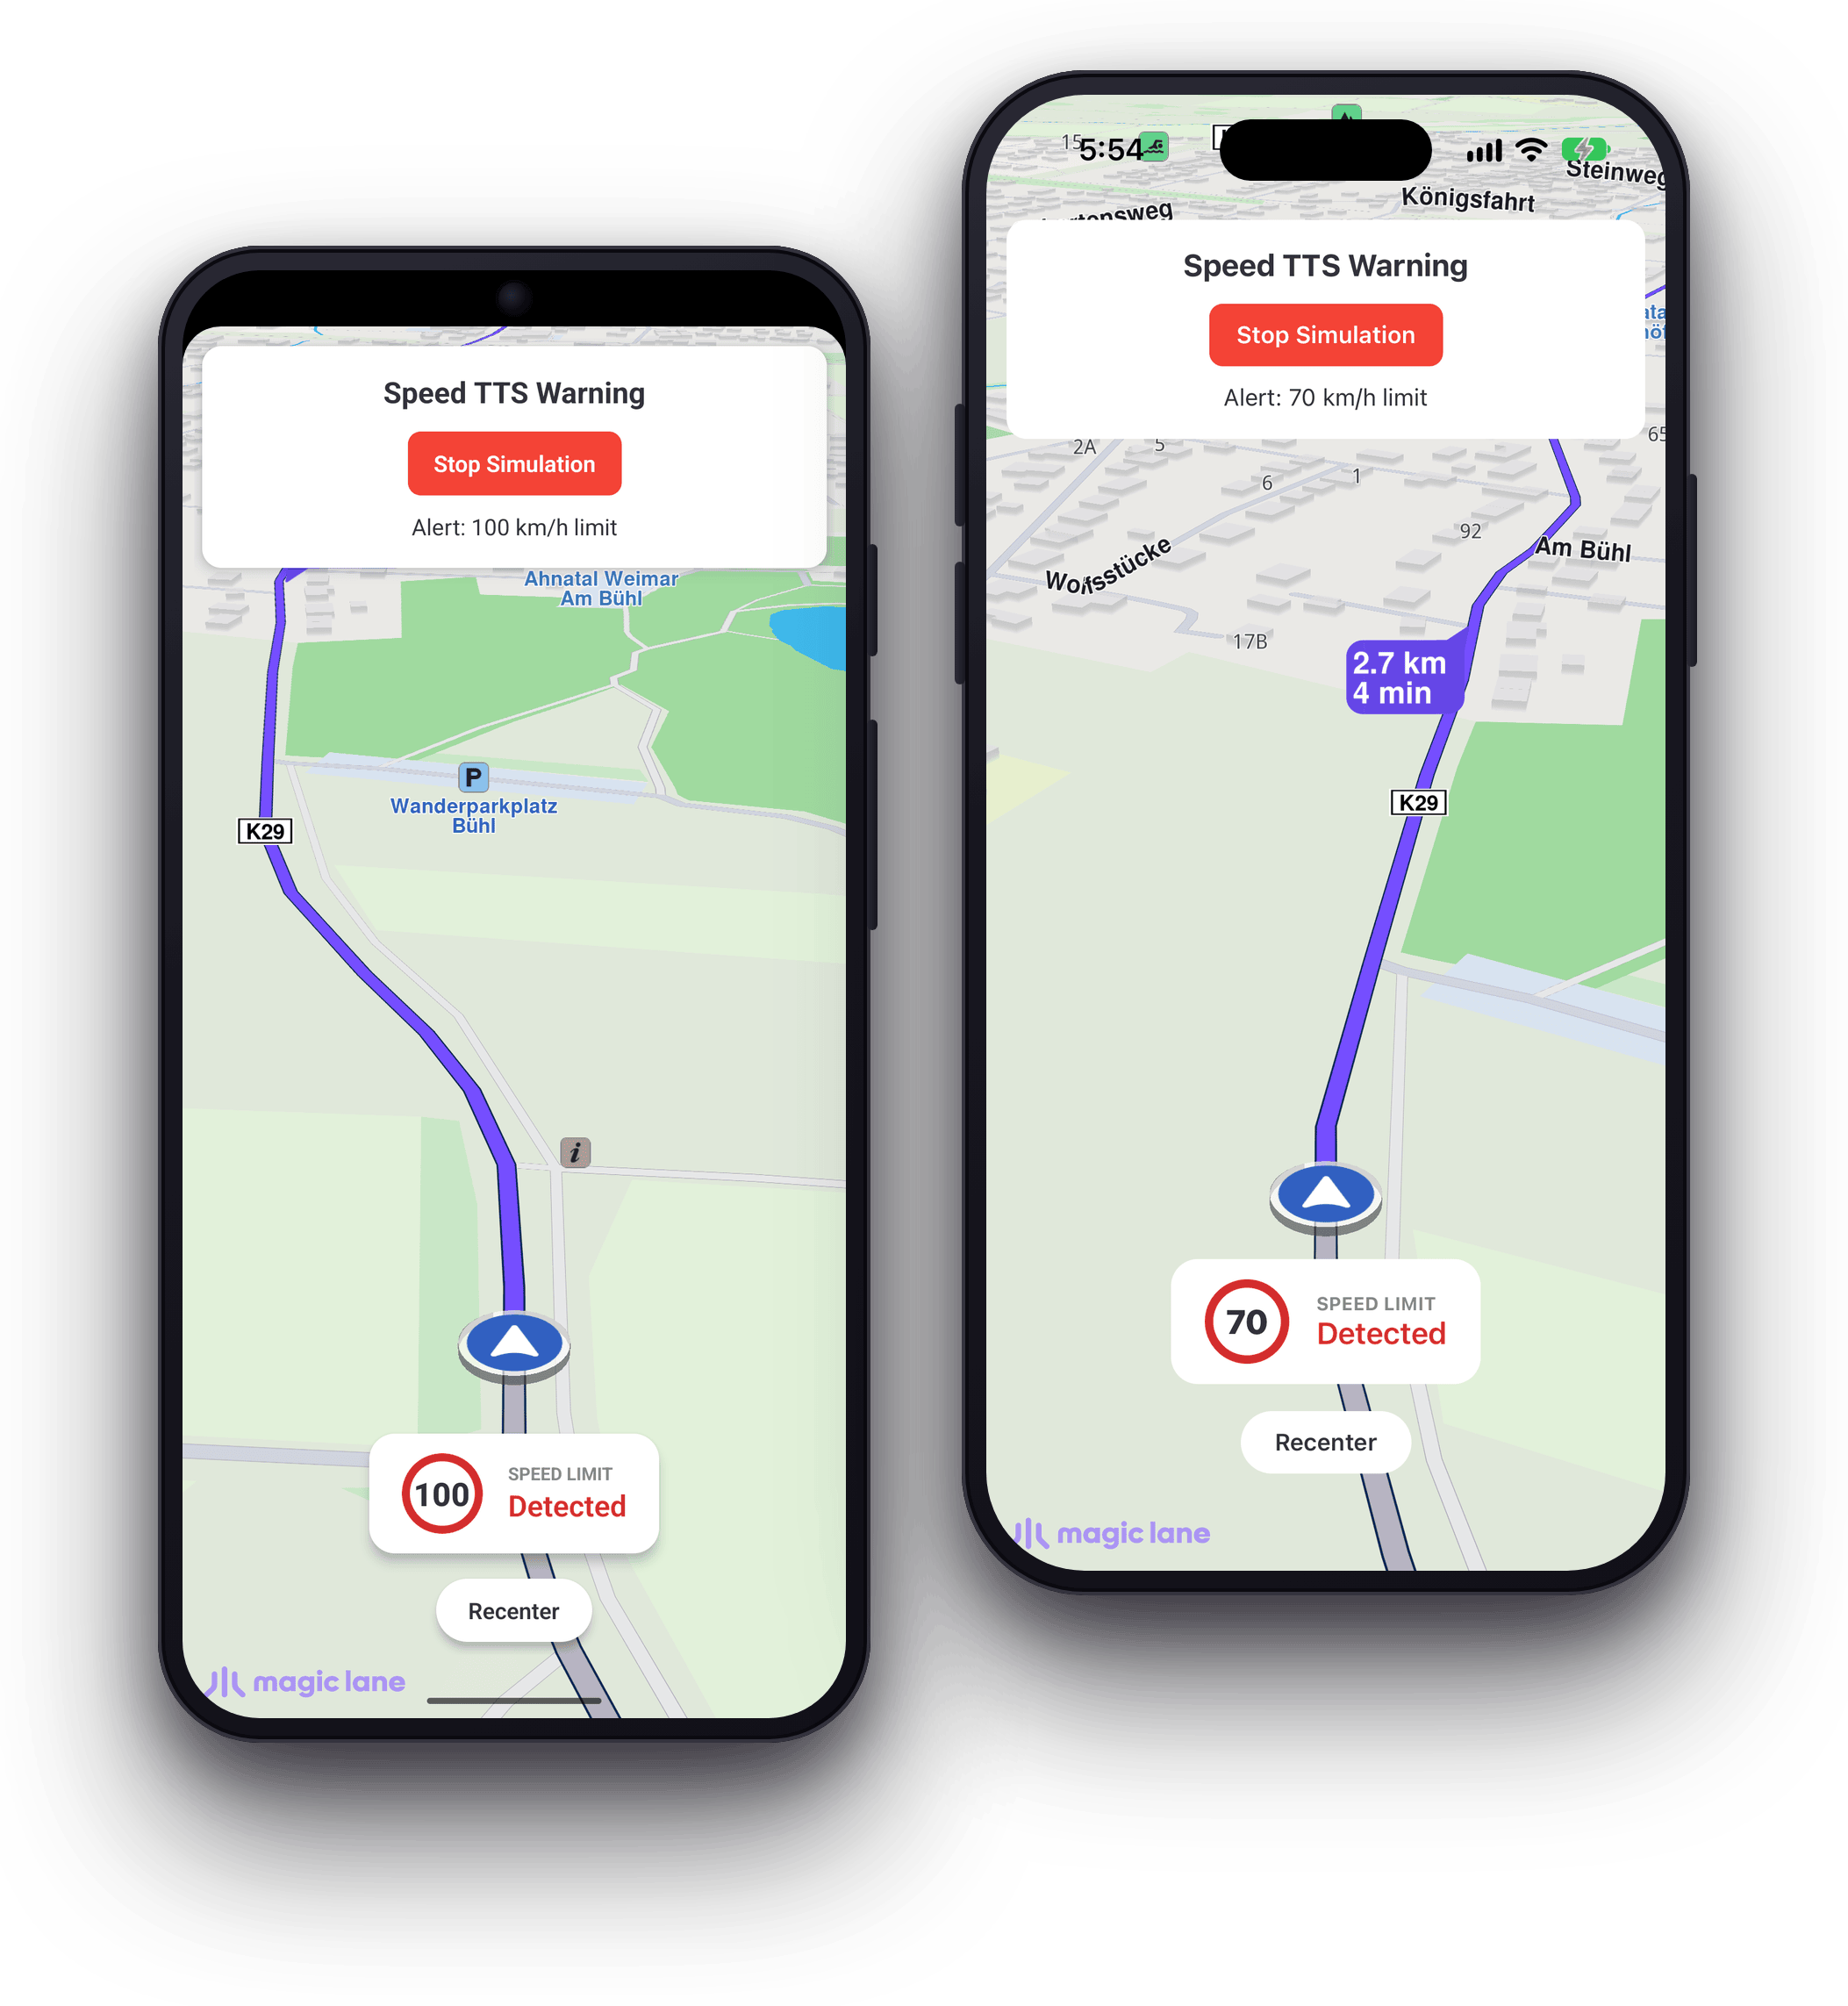 Speed TTS Warning
Stop Simulation
Alert: 100 km/h limit
Ahnatal Weimar
Am Bühl
P
Wanderparkplatz
Bühl
K29
i
100
SPEED LIMIT
Detected
Recenter
magic lane
15
5:54
Steinweg
Königsfahrt
Speed TTS Warning
Stop Simulation
Alert: 70 km/h limit
2A
5
65
6
1
92
Am Bühl
Wolfsstücke
17B
2.7 km
4 min
K29
70
SPEED LIMIT
Detected
Recenter
magic lane